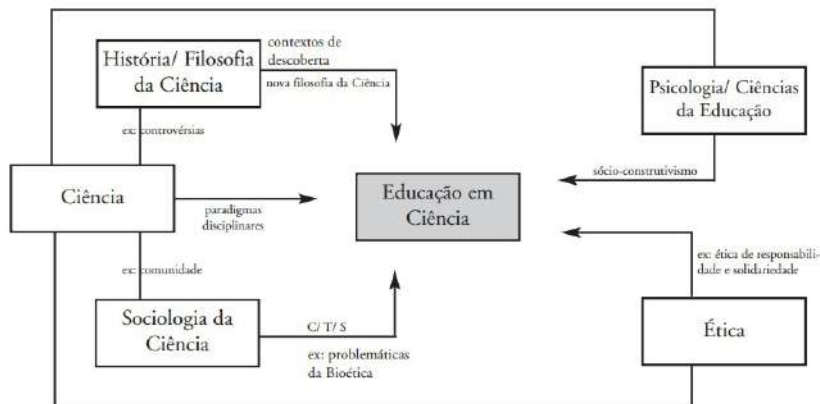 História/ Filosofia
da Ciência
contextos de
descoberta
nova filosofia da Ciência
Psicologia/ Ciências
da Educação
ex: controvérsias
sócio-construtivismo
Ciência
paradigmas
disciplinares
Educação em
Ciência
ex: comunidade
ex: ética de responsabili-
dade e solidariedade
Sociologia da
Ciência
C/ T/ S
ex: problemáticas
da Bioética
Ética